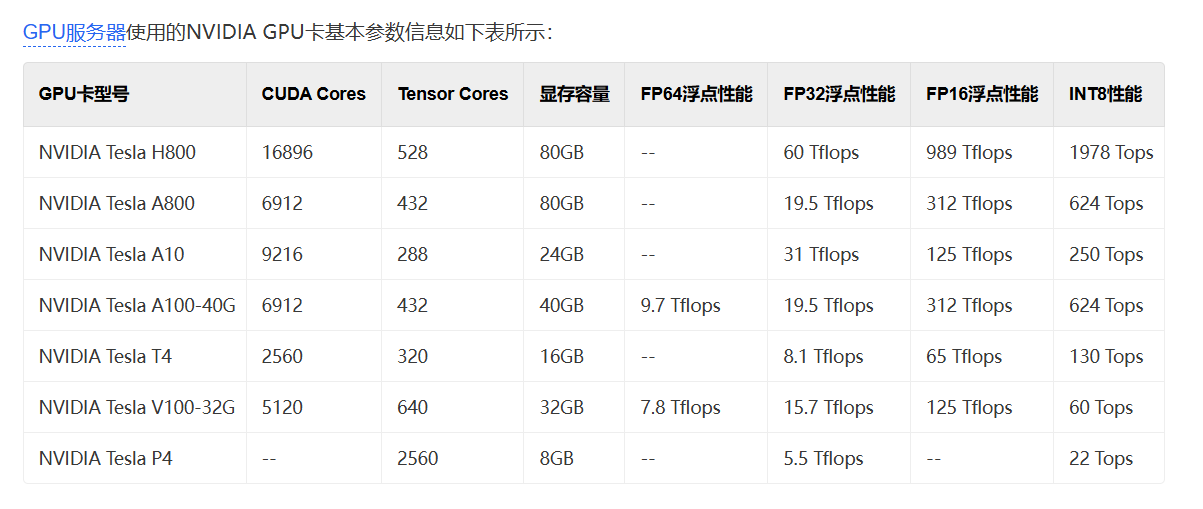 GPU服务器使用的NVIDIA GPU卡基本参数信息如下表所示：
GPU卡型号 CUDA Cores Tensor Cores 显存容量 FP64浮点性能 FP32浮点性能 FP16浮点性能 INT8性能
NVIDIA Tesla H800 16896 528 80GB -- 60 Tflops 989 Tflops 1978 Tops
NVIDIA Tesla A800 6912 432 80GB -- 19.5 Tflops 312 Tflops 624 Tops
NVIDIA Tesla A10 9216 288 24GB -- 31 Tflops 125 Tflops 250 Tops
NVIDIA Tesla A100-40G 6912 432 40GB 9.7 Tflops 19.5 Tflops 312 Tflops 624 Tops
NVIDIA Tesla T4 2560 320 16GB -- 8.1 Tflops 65 Tflops 130 Tops
NVIDIA Tesla V100-32G 5120 640 32GB 7.8 Tflops 15.7 Tflops 125 Tflops 60 Tops
NVIDIA Tesla P4 -- 2560 8GB -- 5.5 Tflops -- 22 Tops